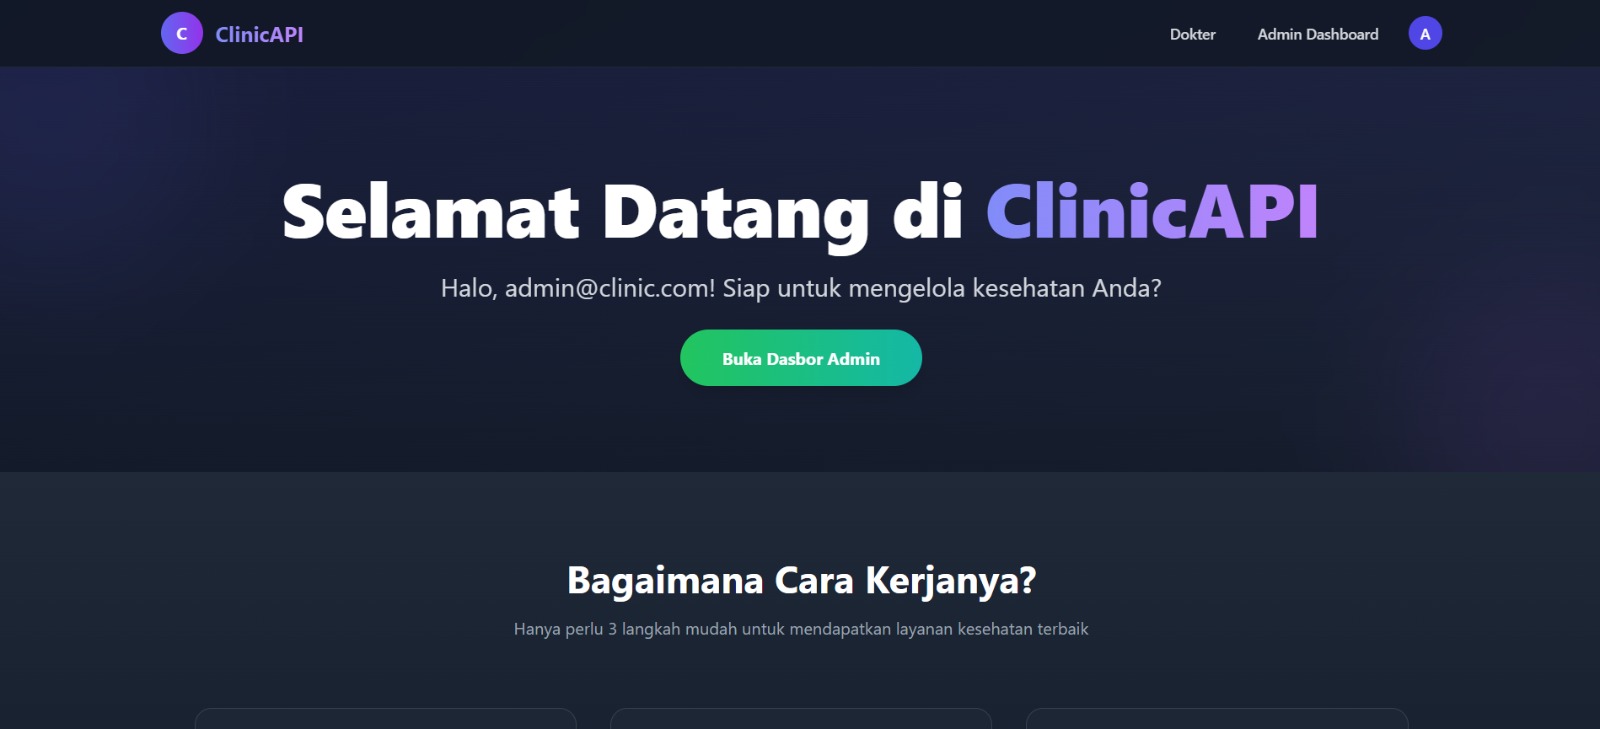 C ClinicAPI
Dokter Admin Dashboard A
Selamat Datang di ClinicAPI
Halo, admin@clinic.com! Siap untuk mengelola kesehatan Anda?
Buka Dasbor Admin
Bagaimana Cara Kerjanya?
Hanya perlu 3 langkah mudah untuk mendapatkan layanan kesehatan terbaik